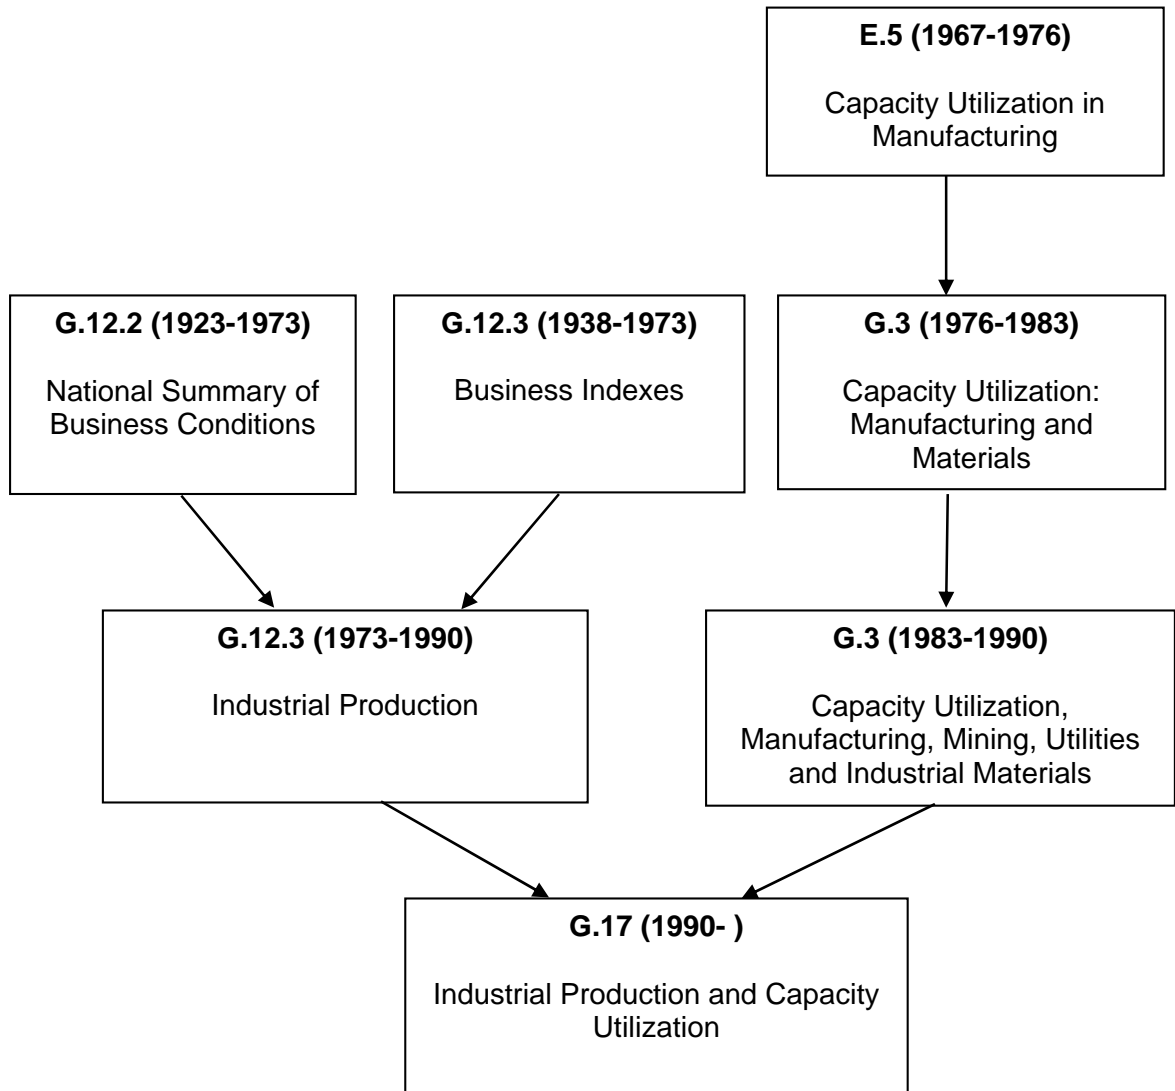 E.5 (1967-1976)
Capacity Utilization in
Manufacturing
G.12.2 (1923-1973)
National Summary of
Business Conditions
G.12.3 (1938-1973)
Business Indexes
G.3 (1976-1983)
Capacity Utilization:
Manufacturing and
Materials
G.12.3 (1973-1990)
Industrial Production
G.3 (1983-1990)
Capacity Utilization,
Manufacturing, Mining, Utilities
and Industrial Materials
G.17 (1990- )
Industrial Production and Capacity
Utilization